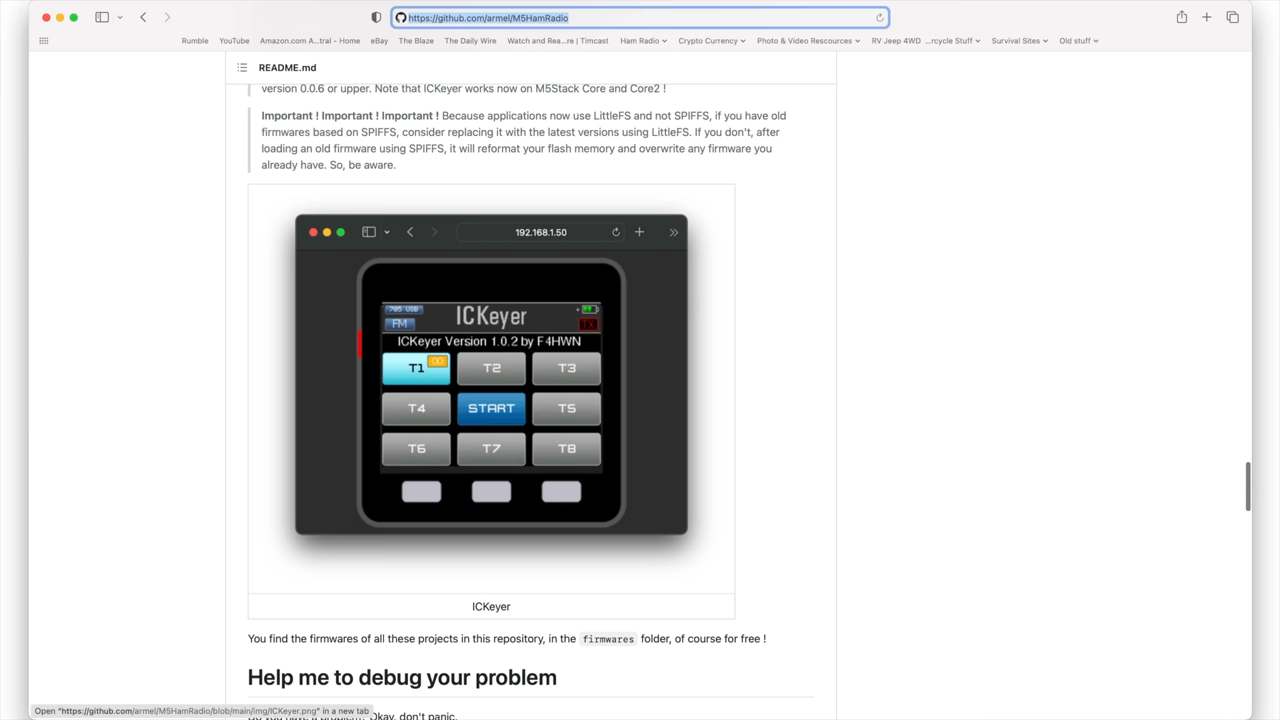 https://github.com/armel/M5HamRadio
Rumble YouTube Amazon.com A...tral - Home eBay The Blaze The Daily Wire Watch and Rea...re | Timcast Ham Radio Crypto Currency Photo & Video Rescources RV Jeep 4WD ...rcycle Stuff Survival Sites Old stuff
README.md
version 0.0.6 or upper. Note that ICKeyer works now on M5Stack Core and Core2 !
Important ! Important ! Important ! Because applications now use LittleFS and not SPIFFS, if you have old
firmwares based on SPIFFS, consider replacing it with the latest versions using LittleFS. If you don't, after
loading an old firmware using SPIFFS, it will reformat your flash memory and overwrite any firmware you
already have. So, be aware.
192.168.1.50
705 USB
ICKeyer
FM
TX
ICKeyer Version 1.0.2 by F4HWN
T1 T2 T3
T4 START T5
T6 T7 T8
ICKeyer
You find the firmwares of all these projects in this repository, in the firmwares folder, of course for free !
Help me to debug your problem
Open "https://github.com/armel/M5HamRadio/blob/main/img/ICKeyer.png" in a new tab
Okay, don't panic.